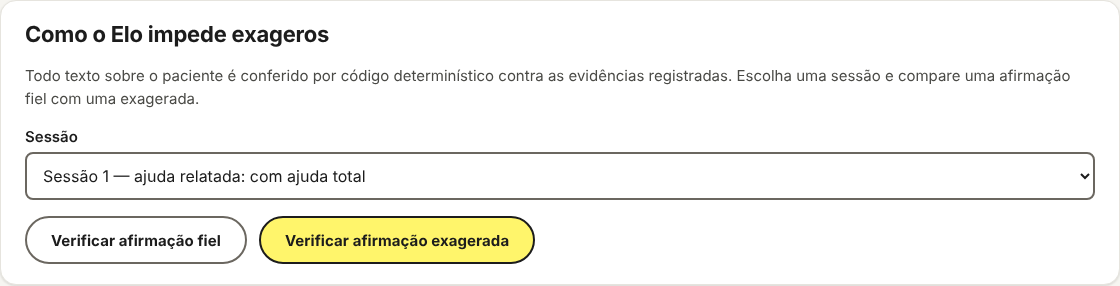 Como o Elo impede exageros
Todo texto sobre o paciente é conferido por código determinístico contra as evidências registradas. Escolha uma sessão e compare uma afirmação
fiel com uma exagerada.
Sessão
Sessão 1 — ajuda relatada: com ajuda total
Verificar afirmação fiel
Verificar afirmação exagerada